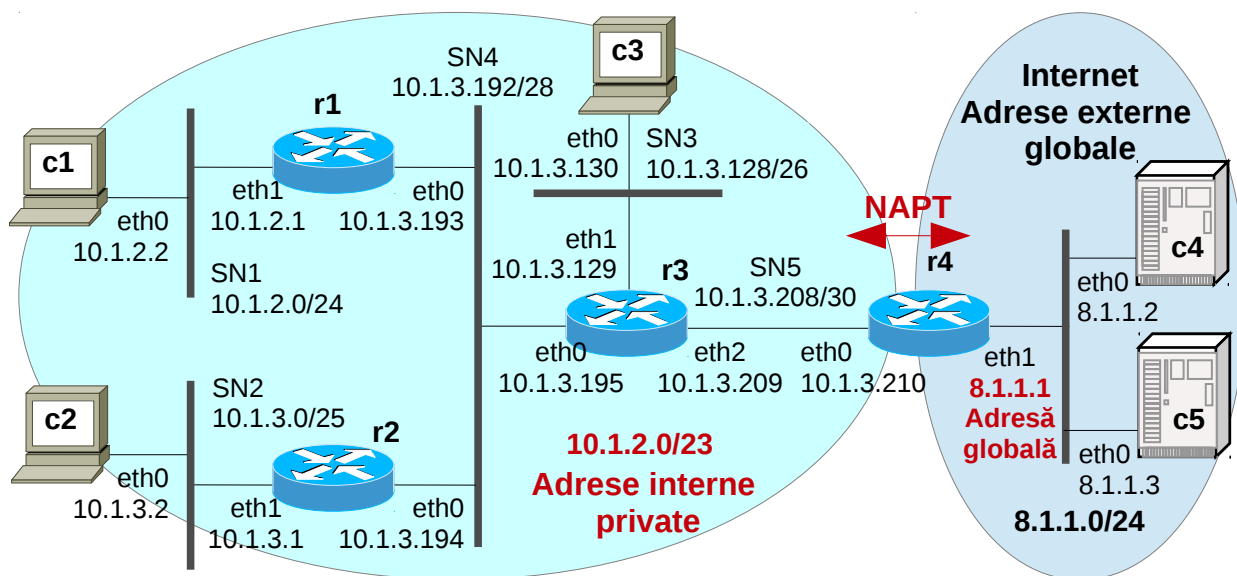 SN4
10.1.3.192/28
c3
Internet
Adrese externe
globale
r1
c1
eth0
10.1.3.130
SN3
10.1.3.128/26
eth1
10.1.2.1
eth0
10.1.3.193
eth0
10.1.2.2
NAPT
c4
SN1
10.1.2.0/24
eth1
10.1.3.129
r3
SN5
10.1.3.208/30
r4
eth0
8.1.1.2
eth0
10.1.3.195
eth2
10.1.3.209
eth0
10.1.3.210
eth1
8.1.1.1
Adresă
globală
c5
c2
SN2
10.1.3.0/25
r2
10.1.2.0/23
Adrese interne
private
eth0
8.1.1.3
eth0
10.1.3.2
eth1
10.1.3.1
eth0
10.1.3.194
8.1.1.0/24